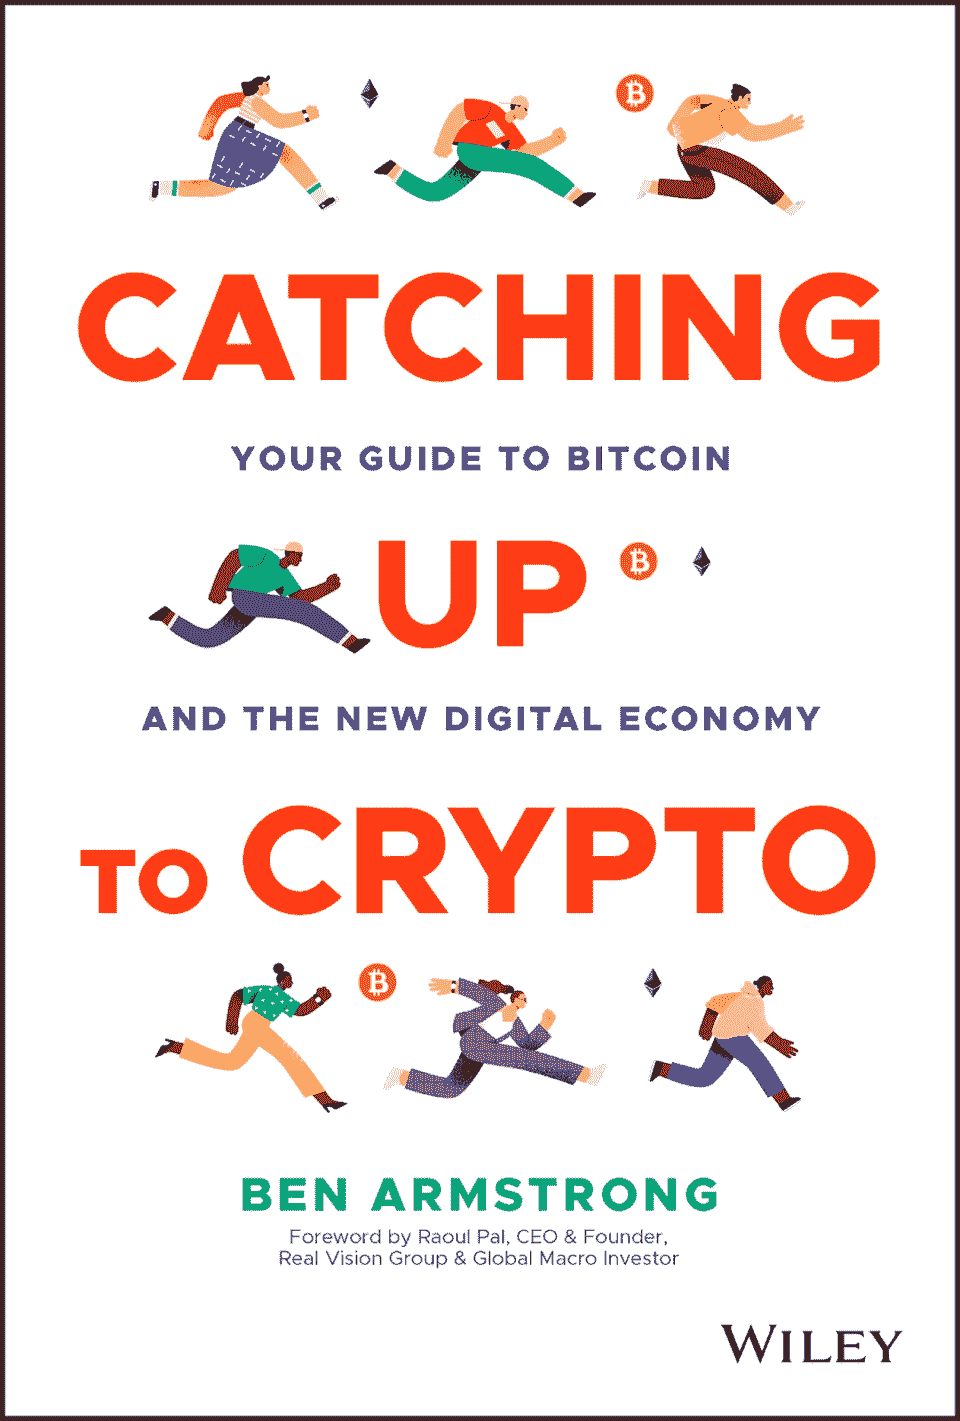 CATCHING
YOUR GUIDE TO BITCOIN
UP
AND THE NEW DIGITAL ECONOMY
TO CRYPTO
BEN ARMSTRONG
Foreword by Raoul Pal, CEO & Founder,
Real Vision Group & Global Macro Investor
WILEY